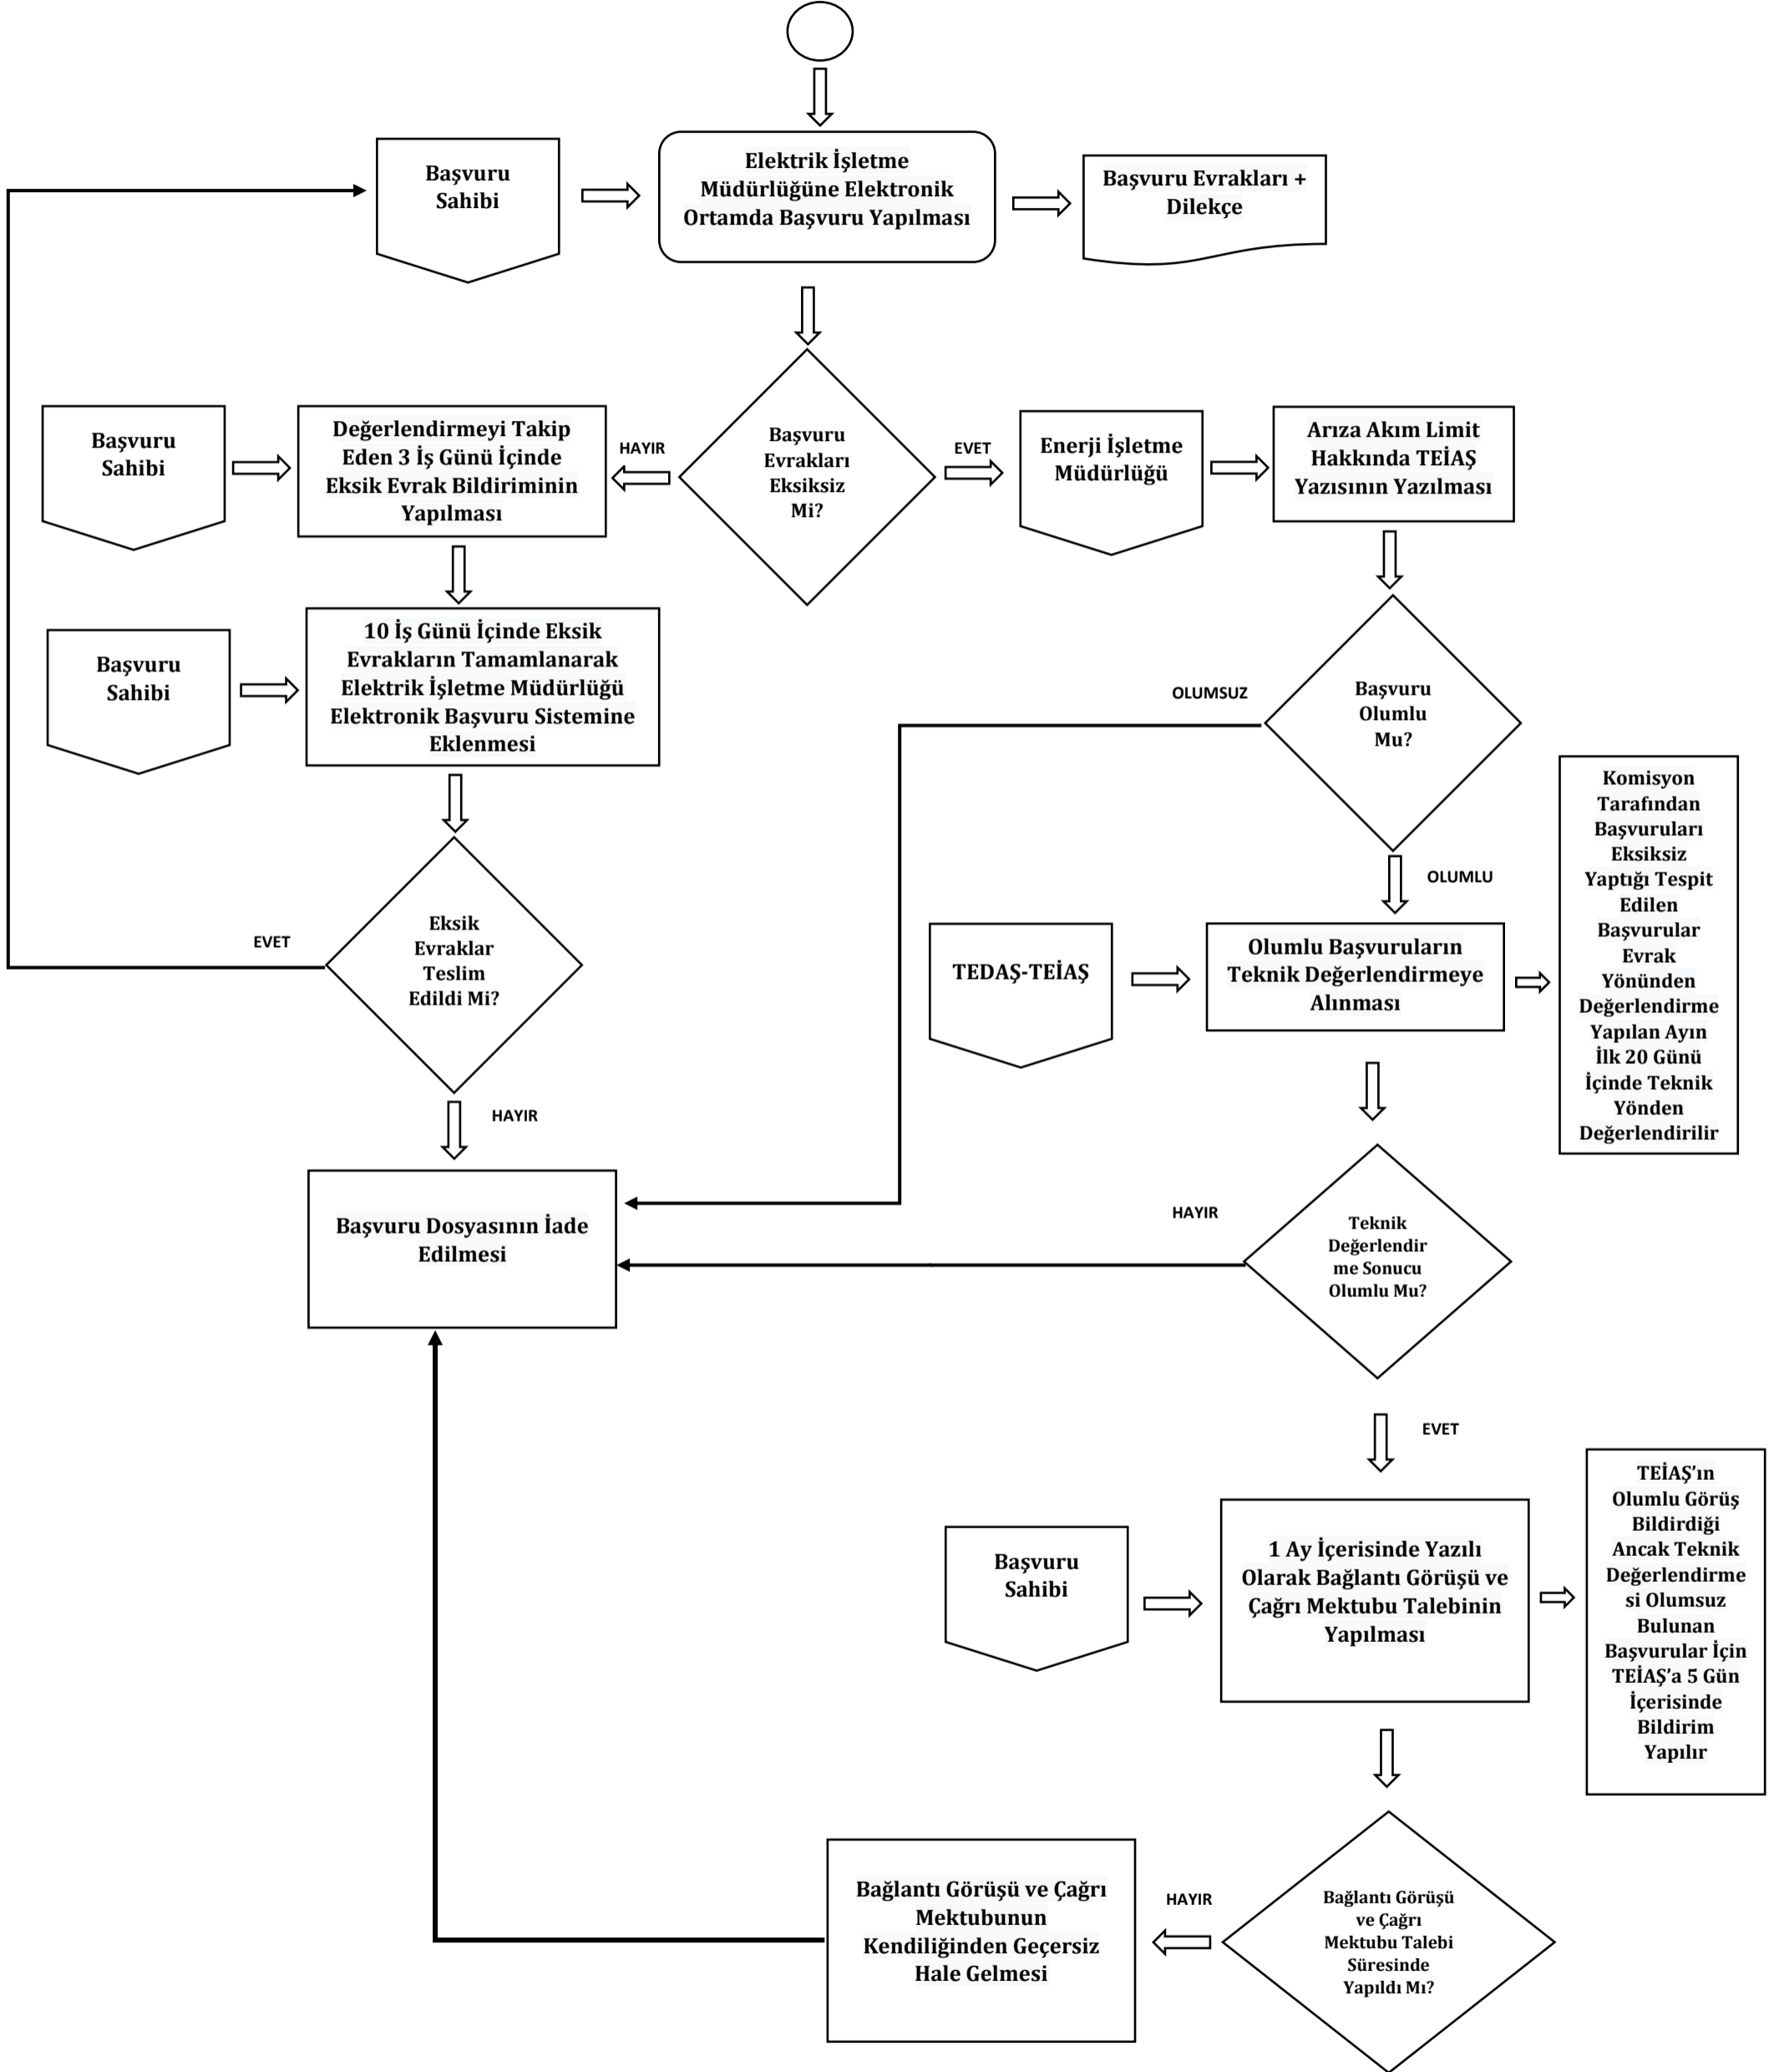 Başvuru
Sahibi
Elektrik İşletme
Müdürlüğüne Elektronik
Ortamda Başvuru Yapılması
Başvuru Evrakları +
Dilekçe
Başvuru
Sahibi
Değerlendirmeyi Takip
Eden 3 İş Günü İçinde
Eksik Evrak Bildiriminin
Yapılması
HAYIR
Başvuru
Evrakları
Eksiksiz
Mi?
EVET
Enerji İşletme
Müdürlüğü
Arıza Akım Limit
Hakkında TEİAŞ
Yazısının Yazılması
Başvuru
Sahibi
10 İş Günü İçinde Eksik
Evrakların Tamamlanarak
Elektrik İşletme Müdürlüğü
Elektronik Başvuru Sistemine
Eklenmesi
OLUMSUZ
Başvuru
Olumlu
Mu?
OLUMLU
Komisyon
Tarafından
Başvuruları
Eksiksiz
Yaptığı Tespit
Edilen
Başvurular
Evrak
Yönünden
Değerlendirme
Yapılan Ayın
İlk 20 Günü
İçinde Teknik
Yönden
Değerlendirilir
EVET
Eksik
Evraklar
Teslim
Edildi Mi?
HAYIR
TEDAŞ-TEİAŞ
Olumlu Başvuruların
Teknik Değerlendirmeye
Alınması
Başvuru Dosyasının İade
Edilmesi
HAYIR
Teknik
Değerlendir
me Sonucu
Olumlu Mu?
EVET
Başvuru
Sahibi
1 Ay İçerisinde Yazılı
Olarak Bağlantı Görüşü ve
Çağrı Mektubu Talebinin
Yapılması
TEİAŞ’ın
Olumlu Görüş
Bildirdiği
Ancak Teknik
Değerlendirme
si Olumsuz
Bulunan
Başvurular İçin
TEİAŞ’a 5 Gün
İçerisinde
Bildirim
Yapılır
Bağlantı Görüşü ve Çağrı
Mektubunun
Kendiliğinden Geçersiz
Hale Gelmesi
HAYIR
Bağlantı Görüşü
ve Çağrı
Mektubu Talebi
Süresinde
Yapıldı Mı?